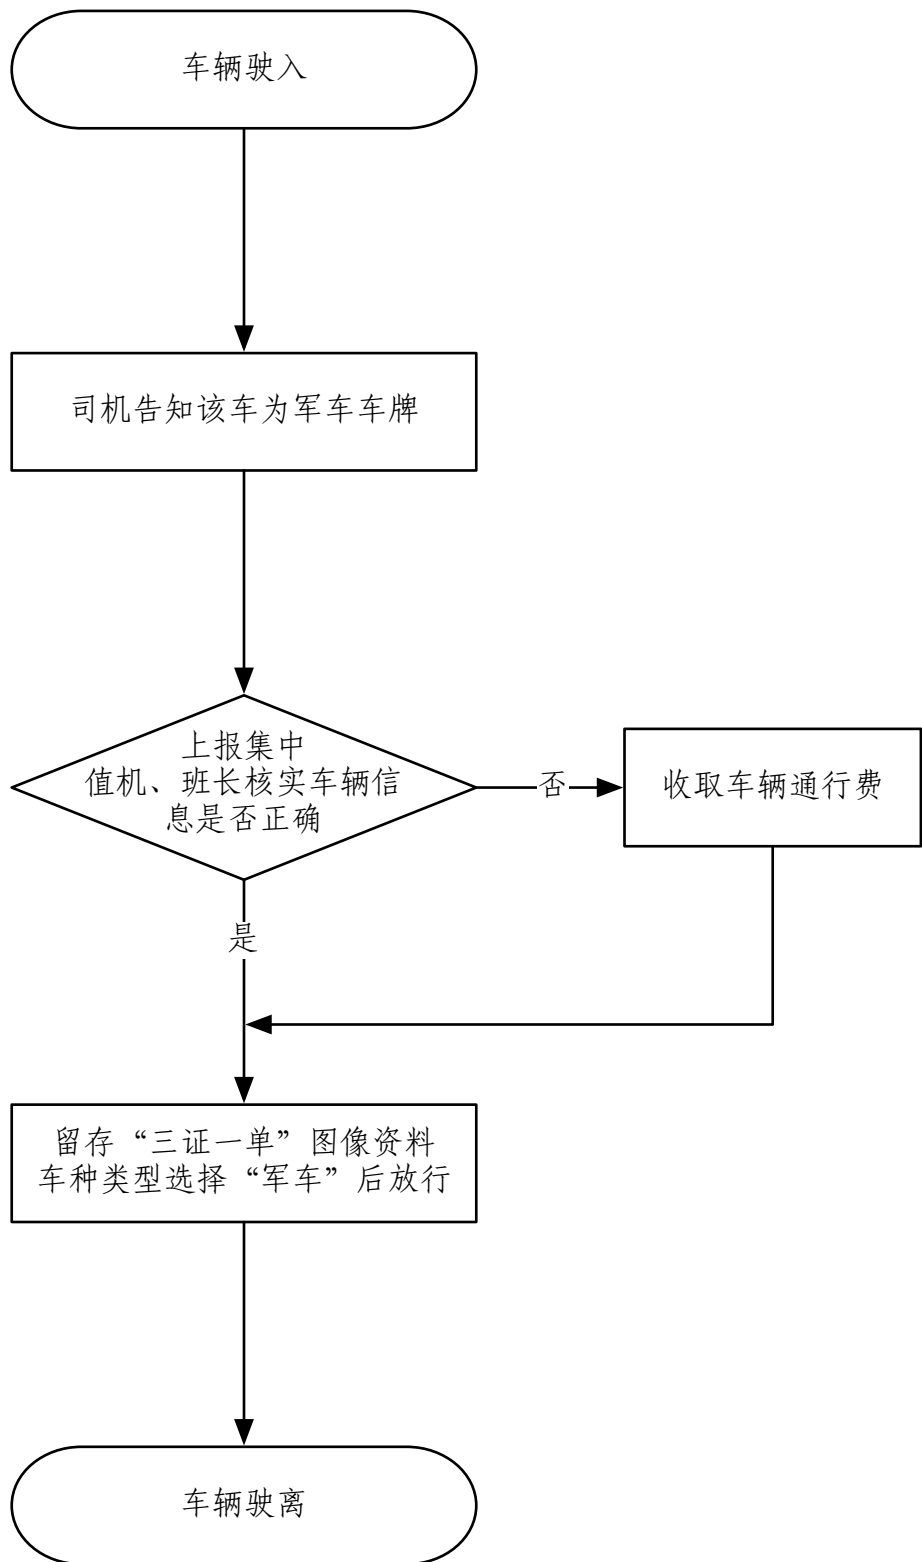 车辆驶入
司机告知该车为军车车牌
上报集中
值机、班长核实车辆信
息是否正确
否
收取车辆通行费
是
留存“三证一单”图像资料
车种类型选择“军车”后放行
车辆驶离